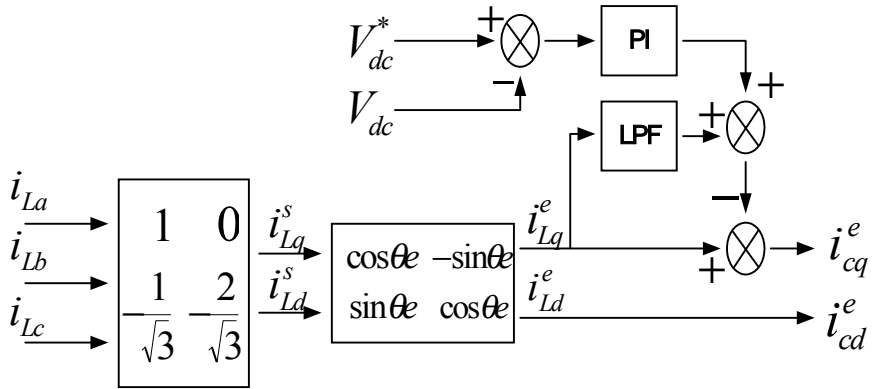 V*dc
+
−
PI
+
Vdc
+
LPF
−
iLa
iLb
iLc
1 0
−1/√3 −2/√3
i^s_Lq
i^s_Ld
cosθe −sinθe
sinθe cosθe
i^e_Lq
i^e_Ld
+
i^e_cq
i^e_cd